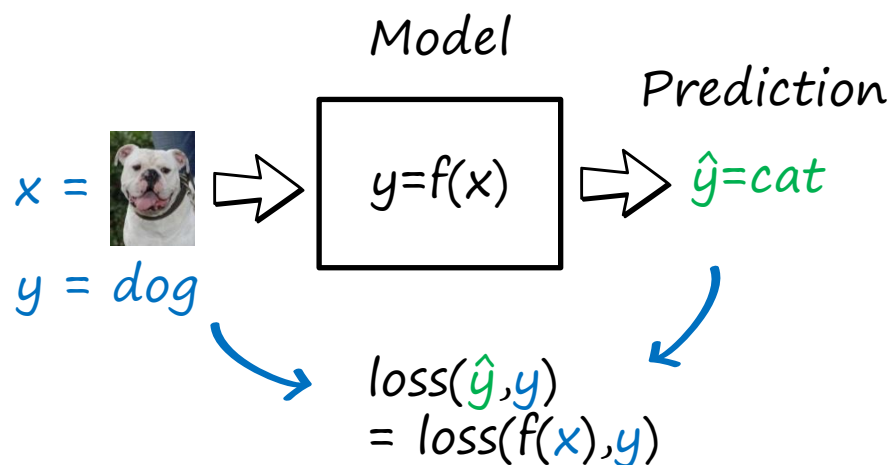 Model
Prediction
x =
y=f(x)
ŷ=cat
y = dog
loss(ŷ,y)
= loss(f(x),y)